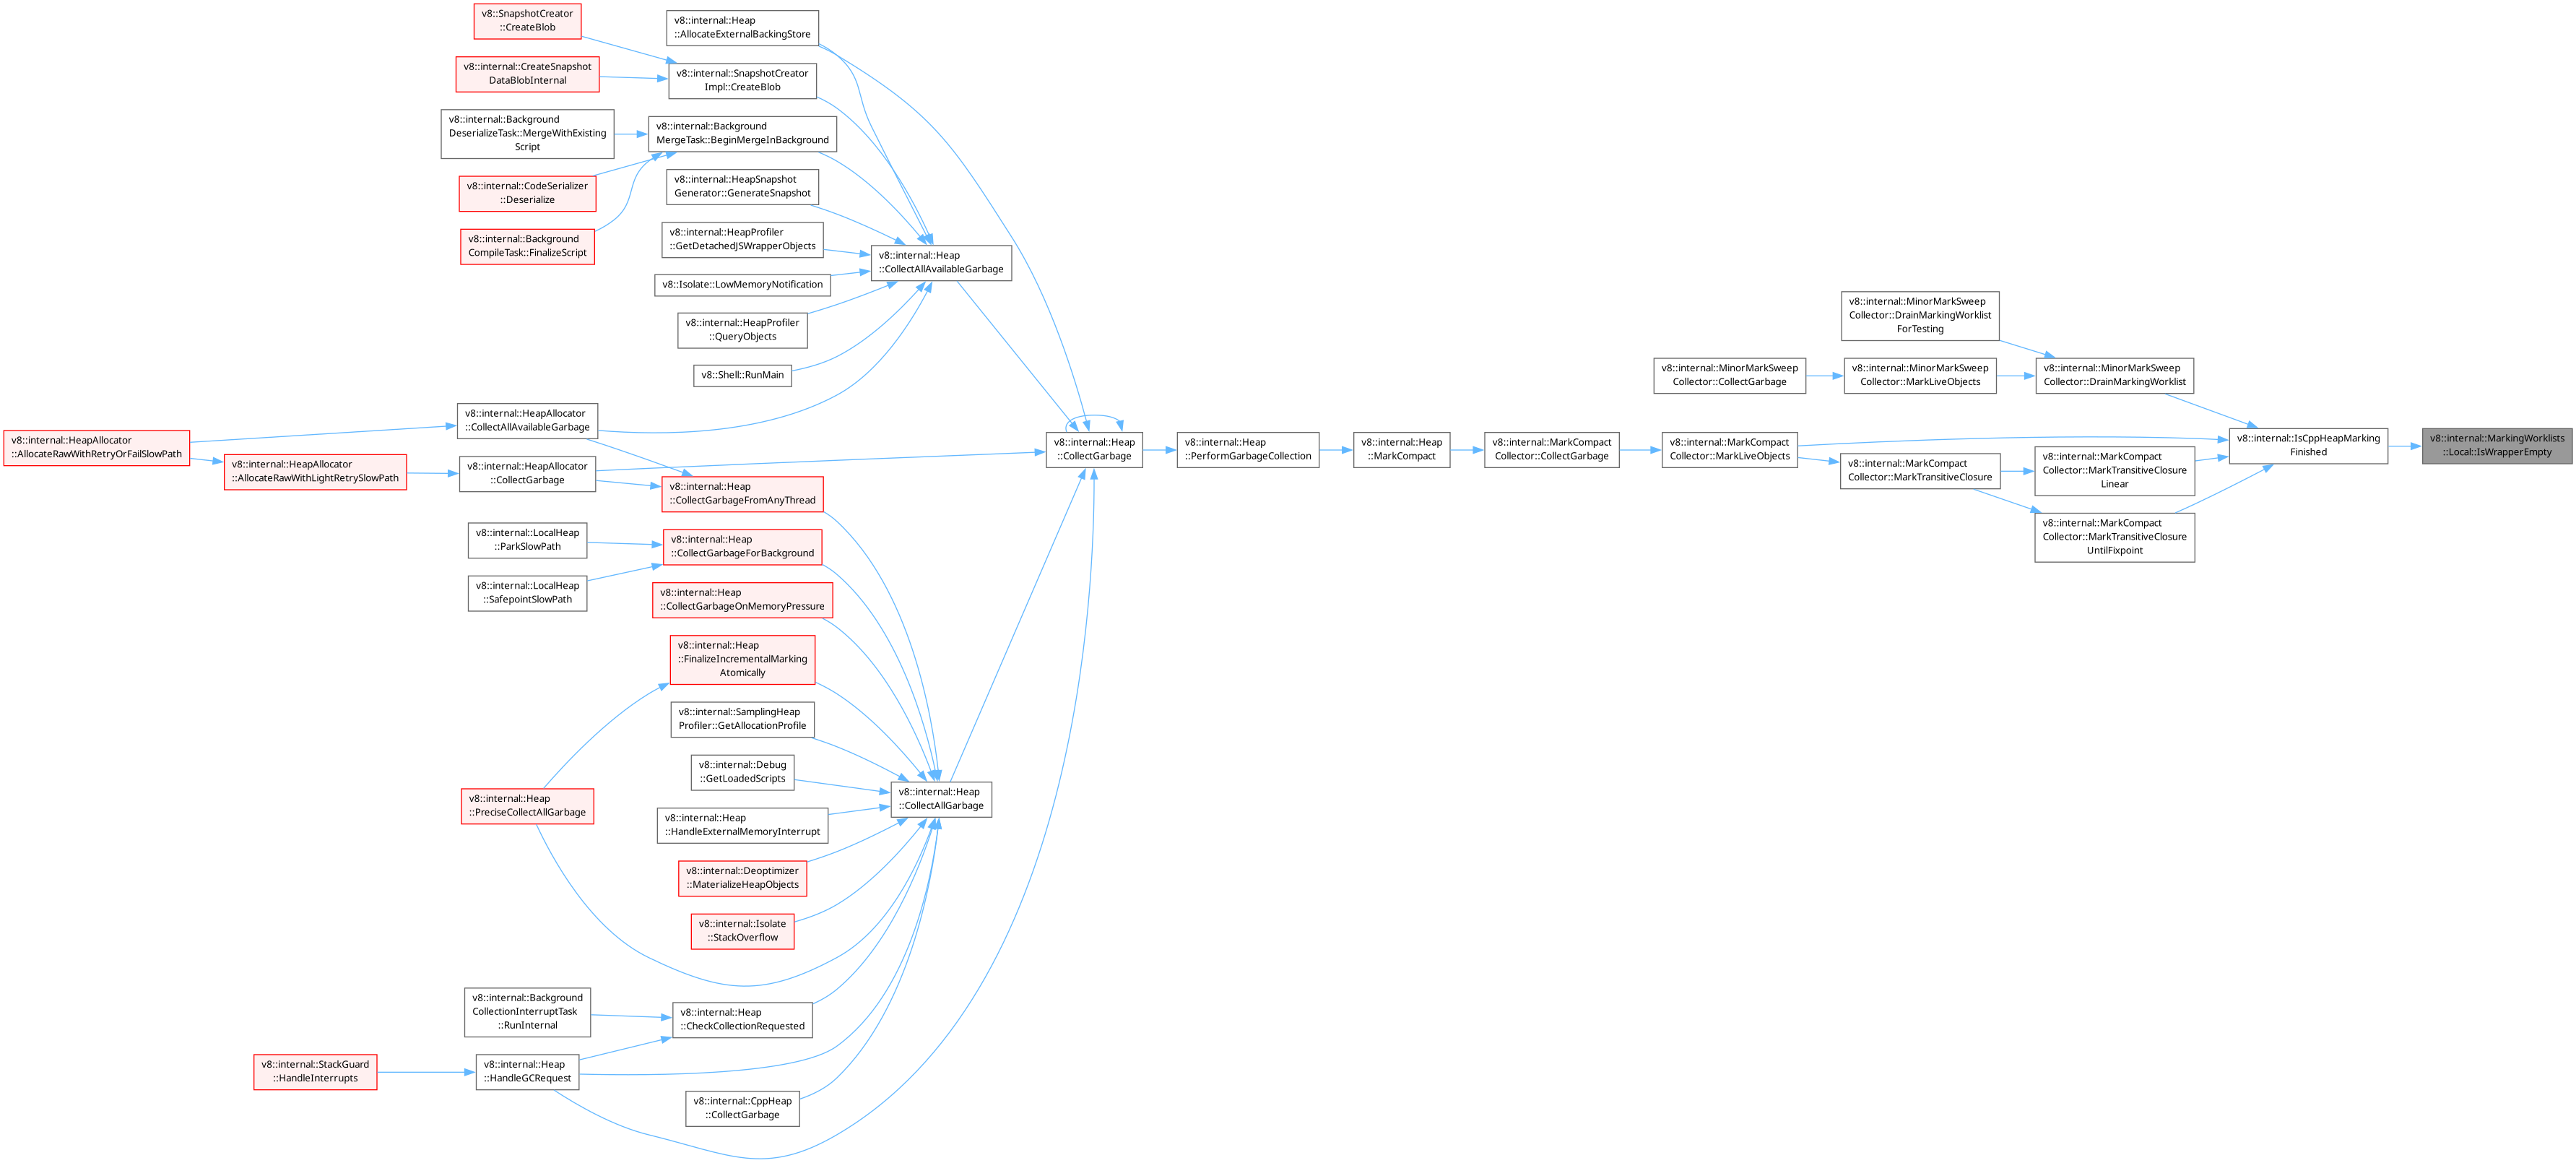 v8::SnapshotCreator
::CreateBlob
v8::internal::CreateSnapshot
DataBlobInternal
v8::internal::Background
DeserializeTask::MergeWithExisting
Script
v8::internal::CodeSerializer
::Deserialize
v8::internal::Background
CompileTask::FinalizeScript
v8::internal::Heap
::AllocateExternalBackingStore
v8::internal::SnapshotCreator
Impl::CreateBlob
v8::internal::Background
MergeTask::BeginMergeInBackground
v8::internal::HeapSnapshot
Generator::GenerateSnapshot
v8::internal::HeapProfiler
::GetDetachedJSWrapperObjects
v8::Isolate::LowMemoryNotification
v8::internal::HeapProfiler
::QueryObjects
v8::Shell::RunMain
v8::internal::Heap
::CollectAllAvailableGarbage
v8::internal::HeapAllocator
::AllocateRawWithRetryOrFailSlowPath
v8::internal::HeapAllocator
::AllocateRawWithLightRetrySlowPath
v8::internal::HeapAllocator
::CollectAllAvailableGarbage
v8::internal::HeapAllocator
::CollectGarbage
v8::internal::Heap
::CollectGarbageFromAnyThread
v8::internal::LocalHeap
::ParkSlowPath
v8::internal::LocalHeap
::SafepointSlowPath
v8::internal::Heap
::CollectGarbageForBackground
v8::internal::Heap
::CollectGarbageOnMemoryPressure
v8::internal::Heap
::FinalizeIncrementalMarking
Atomically
v8::internal::SamplingHeap
Profiler::GetAllocationProfile
v8::internal::Debug
::GetLoadedScripts
v8::internal::Heap
::PreciseCollectAllGarbage
v8::internal::Heap
::HandleExternalMemoryInterrupt
v8::internal::Deoptimizer
::MaterializeHeapObjects
v8::internal::Isolate
::StackOverflow
v8::internal::Heap
::CollectAllGarbage
v8::internal::Background
CollectionInterruptTask
::RunInternal
v8::internal::Heap
::CheckCollectionRequested
v8::internal::StackGuard
::HandleInterrupts
v8::internal::Heap
::HandleGCRequest
v8::internal::CppHeap
::CollectGarbage
v8::internal::Heap
::CollectGarbage
v8::internal::Heap
::PerformGarbageCollection
v8::internal::Heap
::MarkCompact
v8::internal::MarkCompact
Collector::CollectGarbage
v8::internal::MarkCompact
Collector::MarkLiveObjects
v8::internal::MinorMarkSweep
Collector::CollectGarbage
v8::internal::MinorMarkSweep
Collector::DrainMarkingWorklist
ForTesting
v8::internal::MinorMarkSweep
Collector::MarkLiveObjects
v8::internal::MinorMarkSweep
Collector::DrainMarkingWorklist
v8::internal::MarkCompact
Collector::MarkTransitiveClosure
v8::internal::MarkCompact
Collector::MarkTransitiveClosure
Linear
v8::internal::MarkCompact
Collector::MarkTransitiveClosure
UntilFixpoint
v8::internal::IsCppHeapMarking
Finished
v8::internal::MarkingWorklists
::Local::IsWrapperEmpty